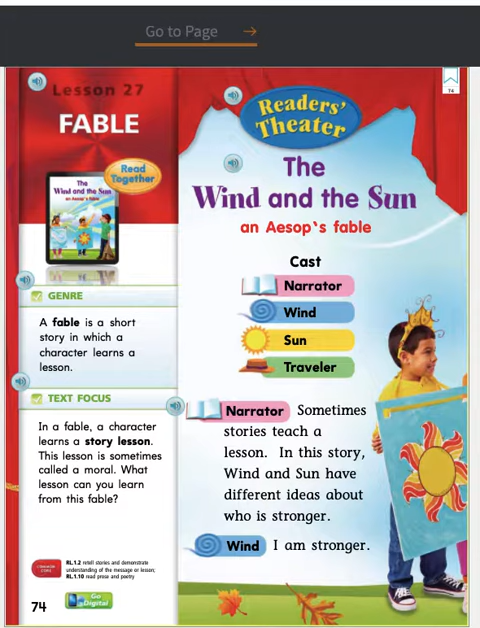 Go to Page →
74
Lesson 27
FABLE
Read
Together
The
Wind and the Sun
an Aesop's fable
GENRE
A fable is a short
story in which a
character learns a
lesson.
TEXT FOCUS
In a fable, a character
learns a story lesson.
This lesson is sometimes
called a moral. What
lesson can you learn
from this fable?
COMMON
CORE
RL.1.2 retell stories and demonstrate
understanding of the message or lesson;
RL.1.10 read prose and poetry
74
Go
Digital
Readers'
Theater
The
Wind and the Sun
an Aesop's fable
Cast
Narrator
Wind
Sun
Traveler
Narrator Sometimes
stories teach a
lesson. In this story,
Wind and Sun have
different ideas about
who is stronger.
Wind I am stronger.